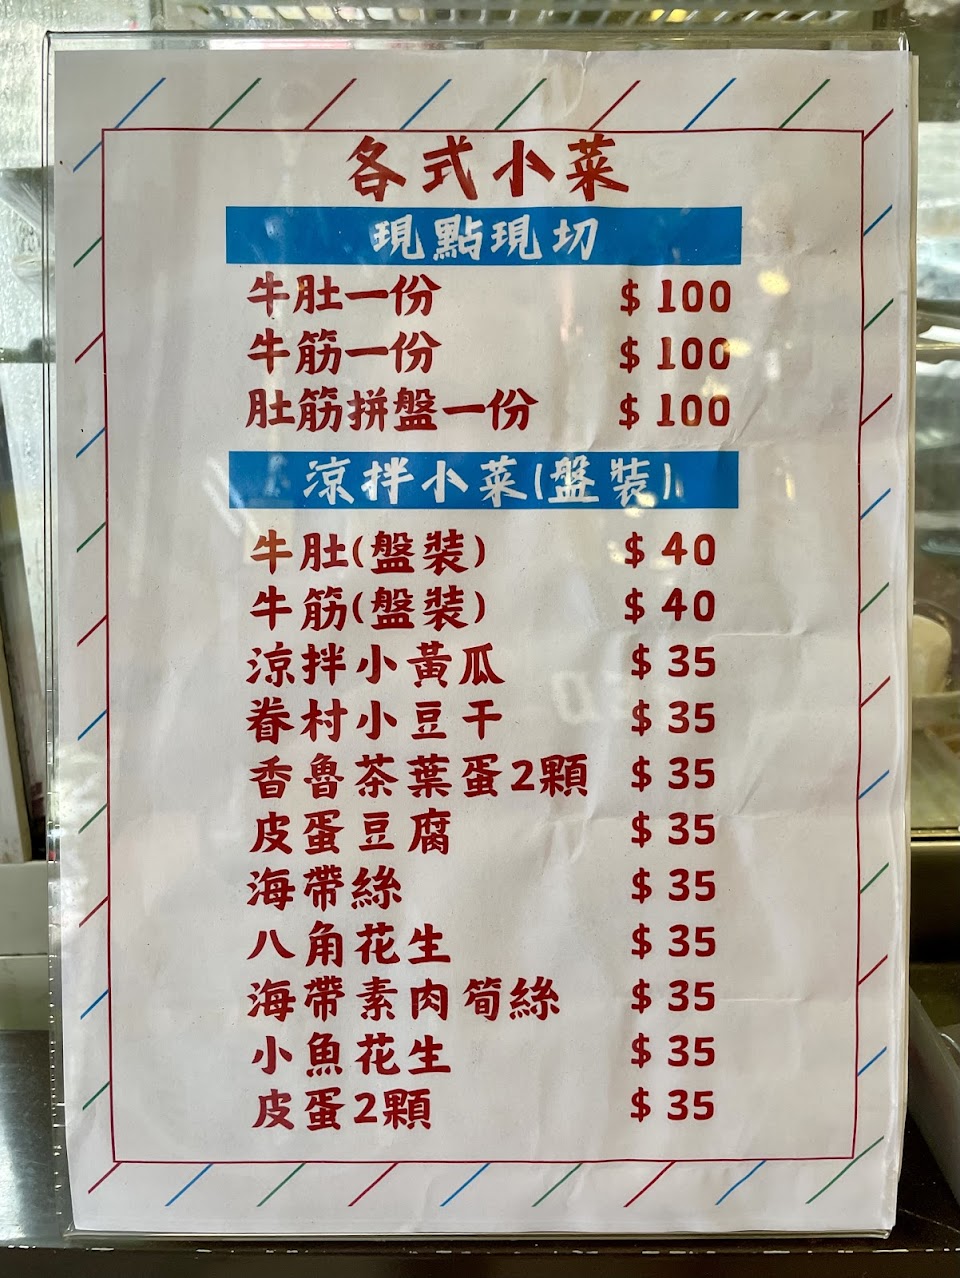 各式小菜
現點現切
牛肚一份 $100
牛筋一份 $100
肚筋拼盤一份 $100
涼拌小菜(盤裝)
牛肚(盤裝) $40
牛筋(盤裝) $40
涼拌小黃瓜 $35
眷村小豆干 $35
香魯茶葉蛋2顆 $35
皮蛋豆腐 $35
海帶絲 $35
八角花生 $35
海帶素肉筍絲 $35
小魚花生 $35
皮蛋2顆 $35